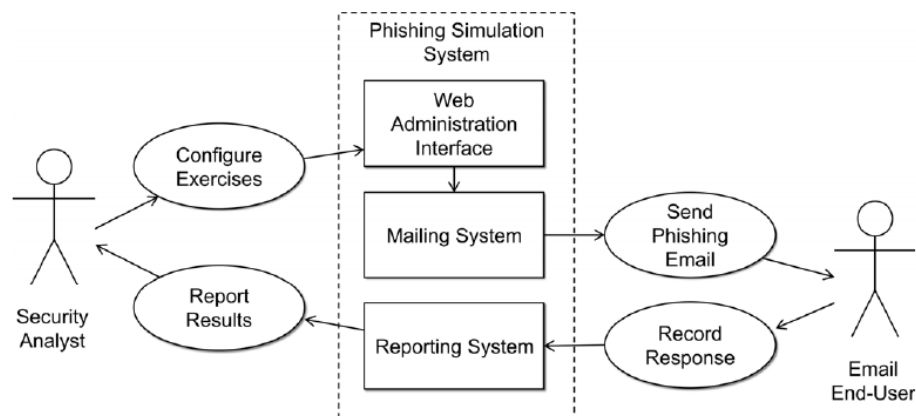 Phishing Simulation
System
Web
Administration
Interface
Configure
Exercises
Mailing System
Send
Phishing
Email
Security
Analyst
Report
Results
Reporting System
Record
Response
Email
End-User